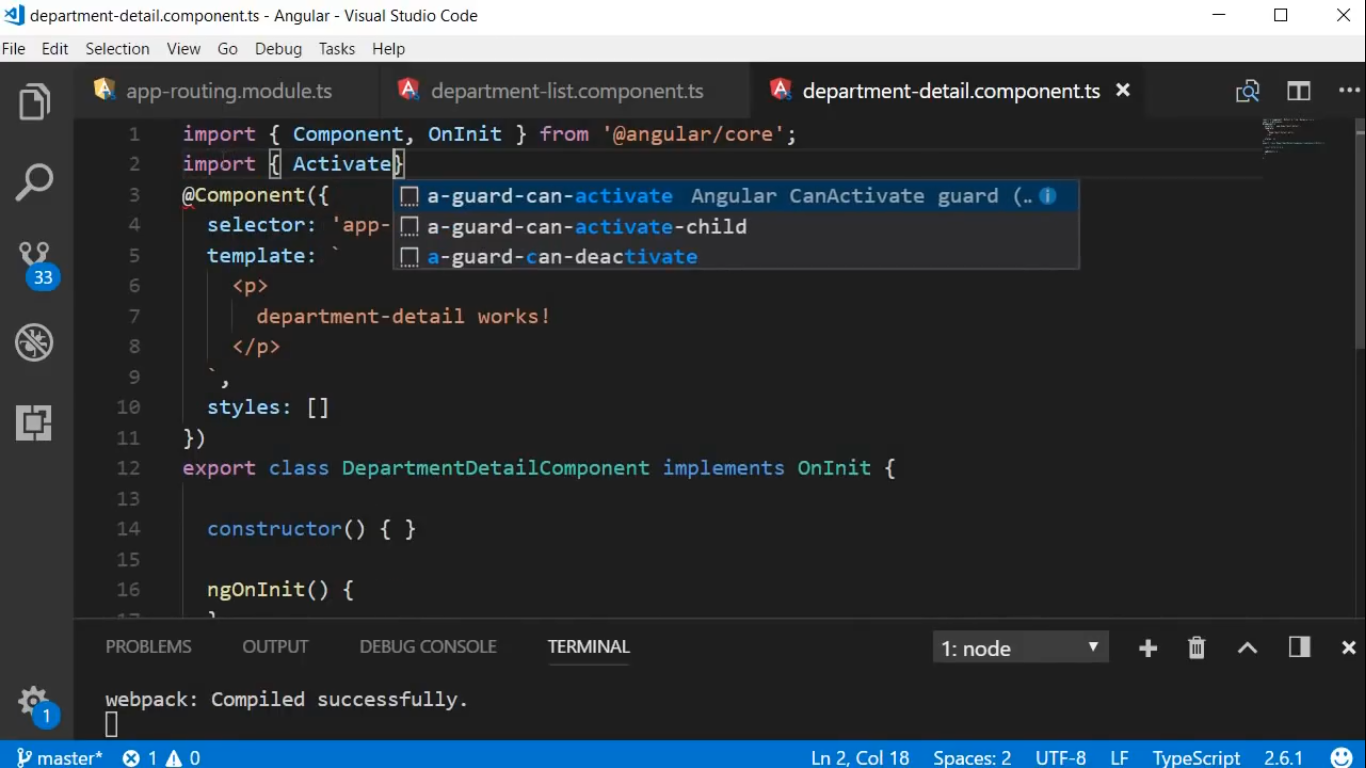 department-detail.component.ts - Angular - Visual Studio Code
File Edit Selection View Go Debug Tasks Help
app-routing.module.ts department-list.component.ts department-detail.component.ts
1 import { Component, OnInit } from '@angular/core';
2 import { Activate}
3 @Component({
a-guard-can-activate Angular CanActivate guard (..
4 selector: 'app-
a-guard-can-activate-child
5 template: `
a-guard-can-deactivate
6 <p>
7 department-detail works!
8 </p>
9 `,
10 styles: []
11 })
12 export class DepartmentDetailComponent implements OnInit {
13
14 constructor() { }
15
16 ngOnInit() {
17 }
33
PROBLEMS OUTPUT DEBUG CONSOLE TERMINAL 1: node
webpack: Compiled successfully.
1
master* 1 0 Ln 2, Col 18 Spaces: 2 UTF-8 LF TypeScript 2.6.1